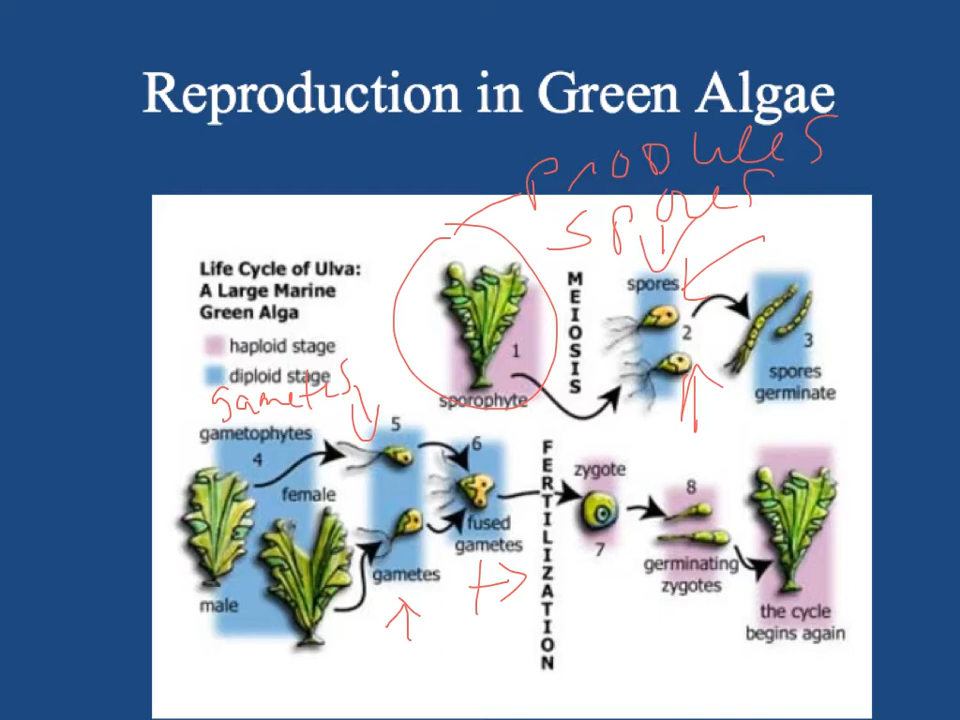 Reproduction in Green Algae
Produces
spores
Life Cycle of Ulva:
A Large Marine
Green Alga
haploid stage
diploid stage
1
sporophyte
MEIOSIS
spores
2
3
spores
germinate
gametes
gametophytes
4
female
male
5
gametes
6
fused
gametes
FERTILIZATION
zygote
7
8
germinating
zygotes
the cycle
begins again